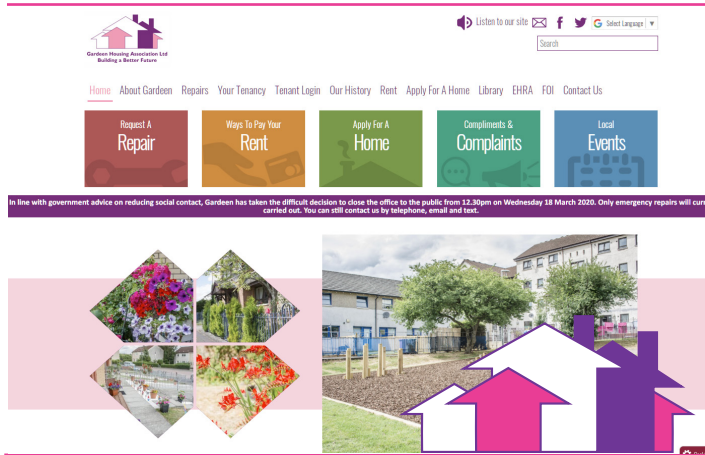 Listen to our site
Select Language
Search
Gardeen Housing Association Ltd
Building a Better Future
Home About Gardeen Repairs Your Tenancy Tenant Login Our History Rent Apply For A Home Library EHRA FOI Contact Us
Request A
Repair
Ways To Pay Your
Rent
Apply For A
Home
Compliments &
Complaints
Local
Events
In line with government advice on reducing social contact, Gardeen has taken the difficult decision to close the office to the public from 12.30pm on Wednesday 18 March 2020. Only emergency repairs will curr
carried out. You can still contact us by telephone, email and text.